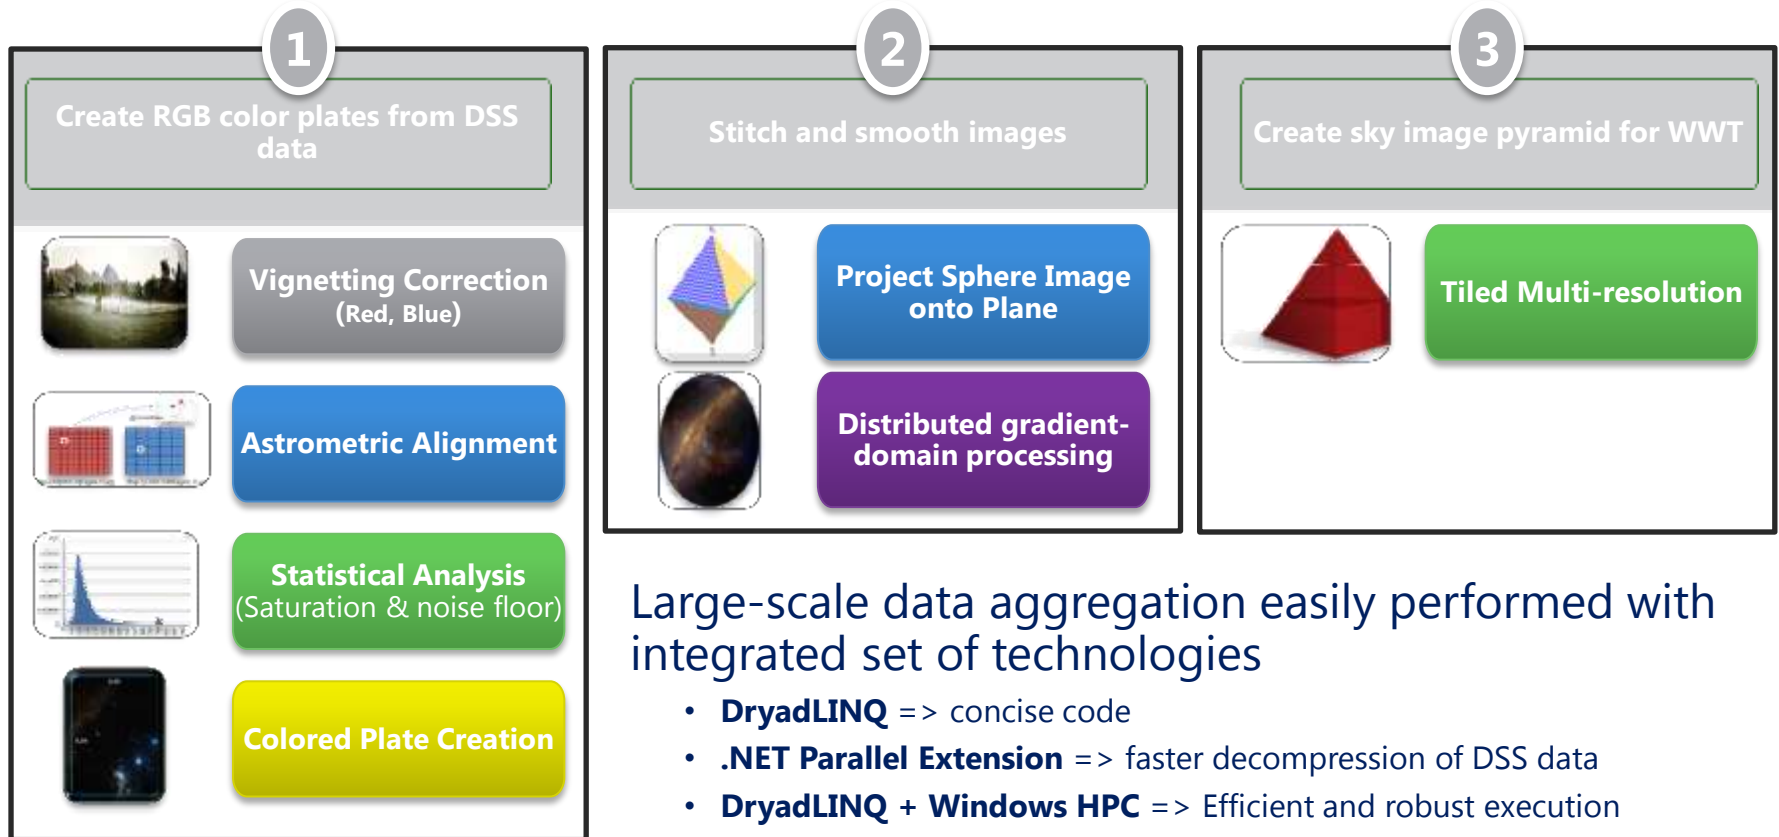 1
Create RGB color plates from DSS
data
Vignetting Correction
(Red, Blue)
Astrometric Alignment
Statistical Analysis
(Saturation & noise floor)
Colored Plate Creation
2
Stitch and smooth images
Project Sphere Image
onto Plane
Distributed gradient-
domain processing
3
Create sky image pyramid for WWT
Tiled Multi-resolution
Large-scale data aggregation easily performed with
integrated set of technologies
• DryadLINQ => concise code
• .NET Parallel Extension => faster decompression of DSS data
• DryadLINQ + Windows HPC => Efficient and robust execution